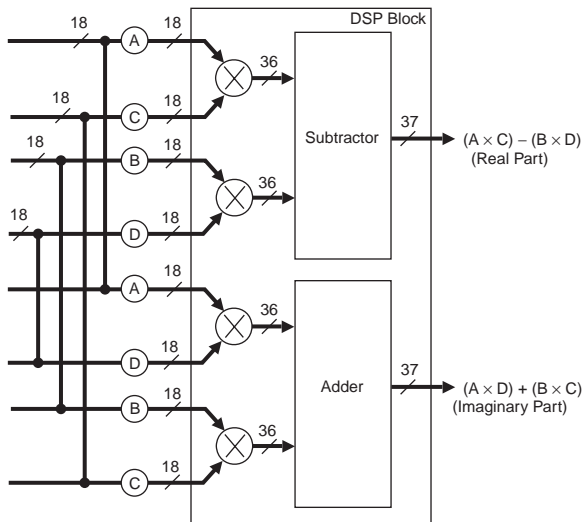 DSP Block
18
A
18
36
18
C
18
Subtractor
37
(A × C) – (B × D)
(Real Part)
18
B
18
36
18
D
18
A
18
36
D
18
Adder
37
(A × D) + (B × C)
(Imaginary Part)
B
18
36
C
18